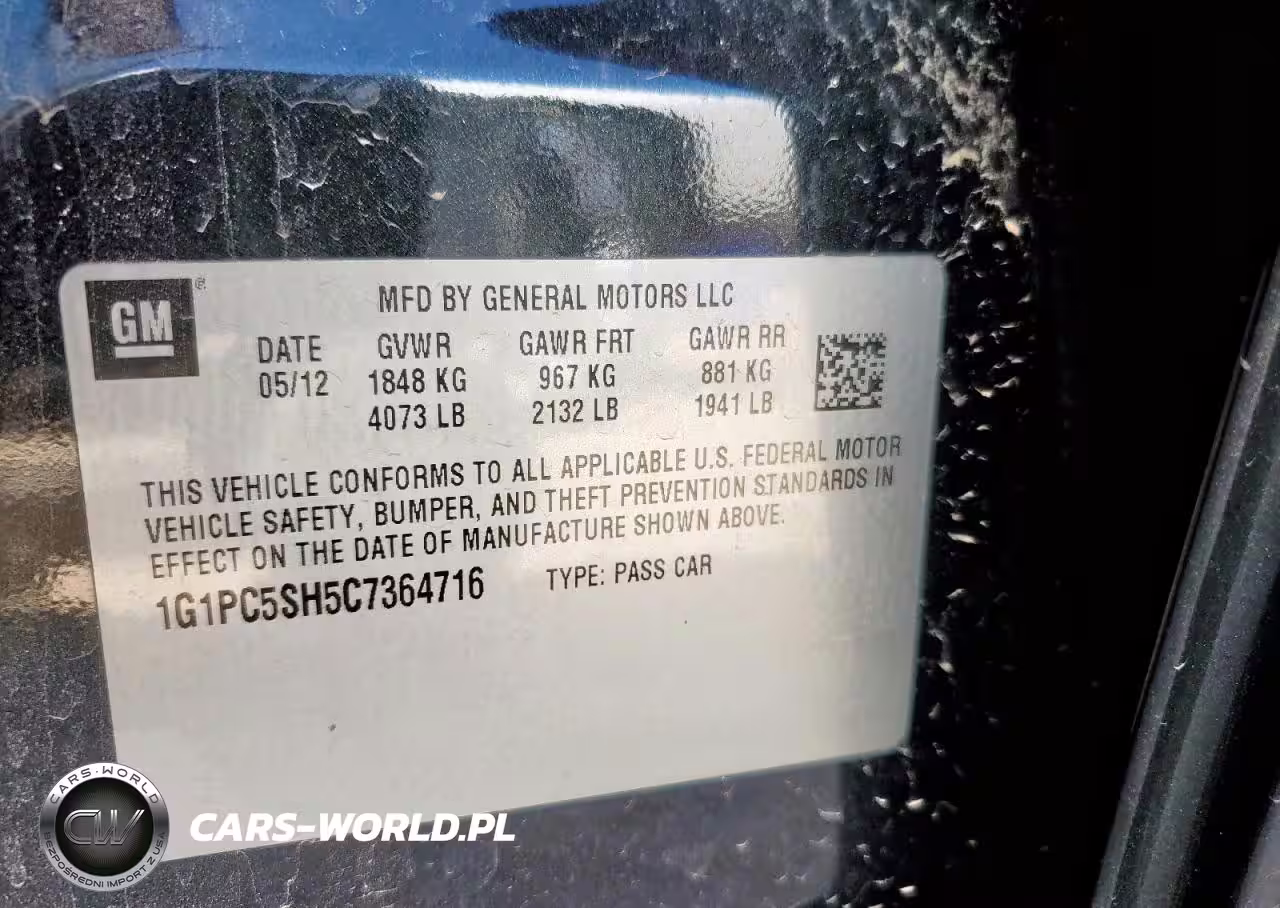 GM
MFD BY GENERAL MOTORS LLC
DATE GVWR GAWR FRT GAWR RR
05/12 1848 KG 967 KG 881 KG
4073 LB 2132 LB 1941 LB
THIS VEHICLE CONFORMS TO ALL APPLICABLE U.S. FEDERAL MOTOR
VEHICLE SAFETY, BUMPER, AND THEFT PREVENTION STANDARDS IN
EFFECT ON THE DATE OF MANUFACTURE SHOWN ABOVE.
1G1PC5SH5C7364716 TYPE: PASS CAR
CARS-WORLD
CW
BEZPOŚREDNI IMPORT Z USA
CARS-WORLD.PL